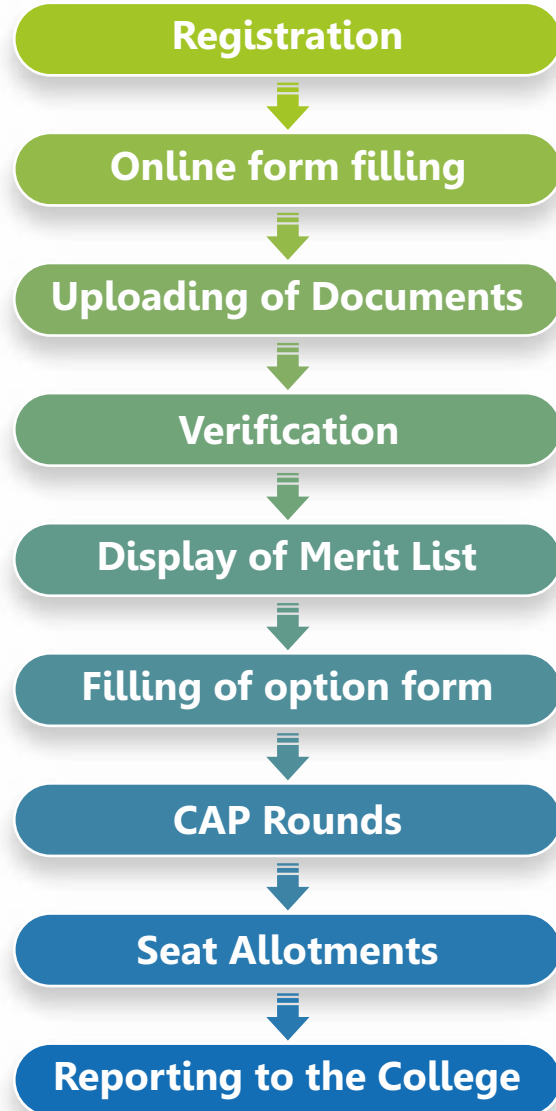 Registration
Online form filling
Uploading of Documents
Verification
Display of Merit List
Filling of option form
CAP Rounds
Seat Allotments
Reporting to the College